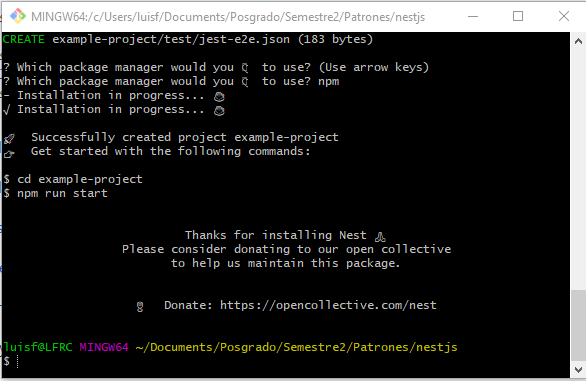 MINGW64:/c/Users/luisf/Documents/Posgrado/Semestre2/Patrones/nestjs
CREATE example-project/test/jest-e2e.json (183 bytes)
? Which package manager would you to use? (Use arrow keys)
? Which package manager would you to use? npm
- Installation in progress...
√ Installation in progress...
Successfully created project example-project
Get started with the following commands:
$ cd example-project
$ npm run start
Thanks for installing Nest
Please consider donating to our open collective
to help us maintain this package.
Donate: https://opencollective.com/nest
luisf@LFRC MINGW64 ~/Documents/Posgrado/Semestre2/Patrones/nestjs
$